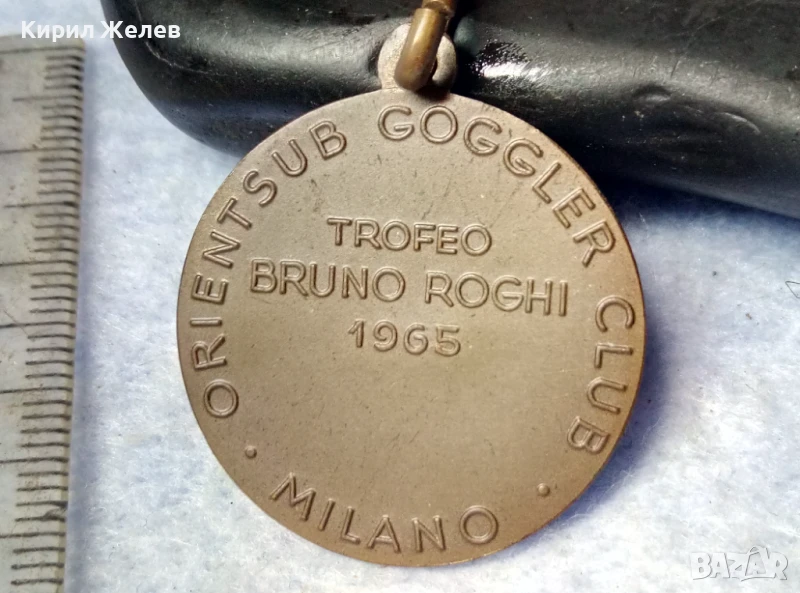 Кирил Желев
ORIENTSUB GOGGLER CLUB
TROFEO
BRUNO ROGHI
1965
· MILANO ·
BAZAR